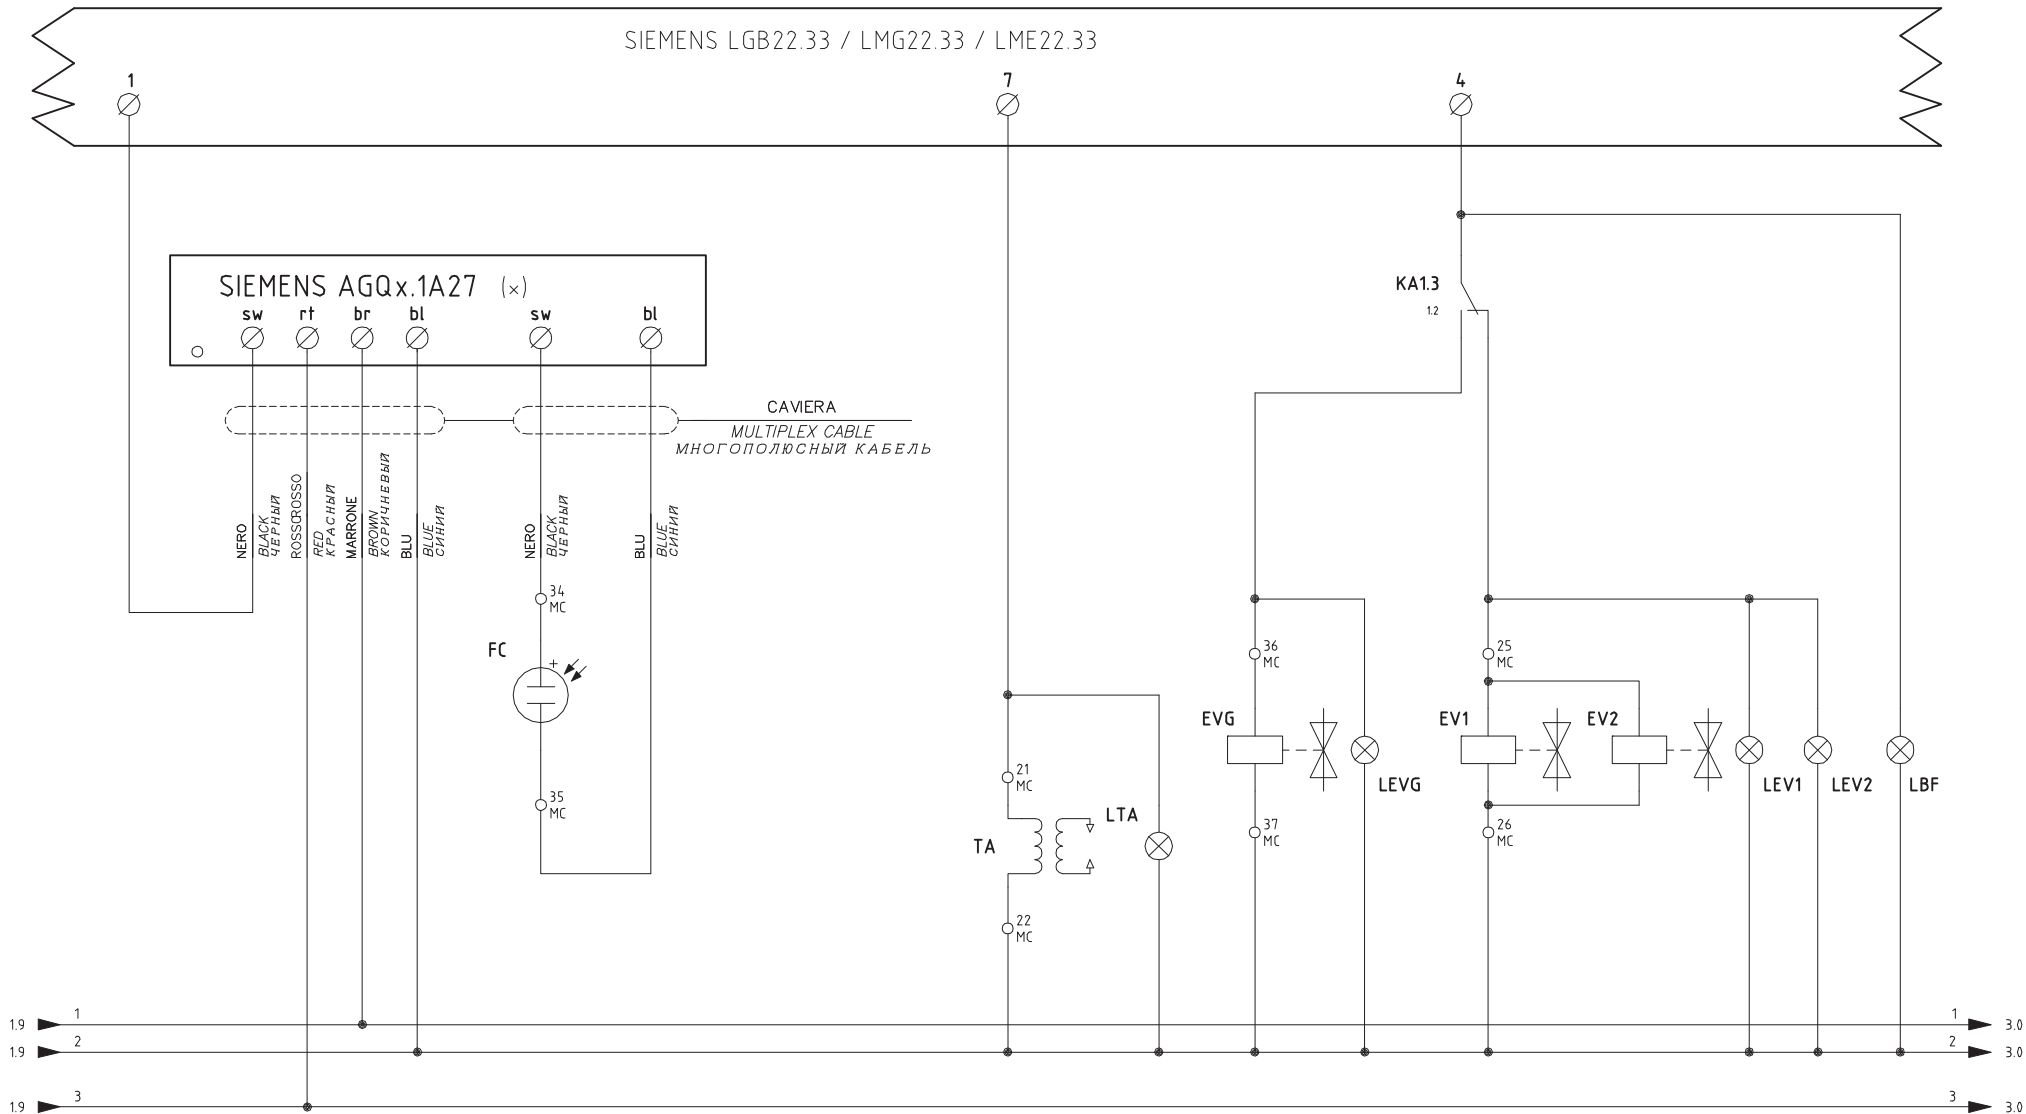 SIEMENS LGB22.33 / LMG22.33 / LME22.33
1
7
4
SIEMENS AGQx.1A27 (x)
sw rt br bl sw bl
KA1.3
1.2
CAVIERA
MULTIPLEX CABLE
МНОГОПОЛЮСНЫЙ КАБЕЛЬ
NERO
BLACK
ЧЕРНЫЙ
ROSSOROSSO
RED
КРАСНЫЙ
MARRONE
BROWN
КОРИЧНЕВЫЙ
BLU
BLUE
СИНИЙ
NERO
BLACK
ЧЕРНЫЙ
BLU
BLUE
СИНИЙ
34
MC
FC
+
35
MC
21
MC
TA
LTA
22
MC
36
MC
EVG
LEVG
37
MC
25
MC
EV1
EV2
LEV1
LEV2
LBF
26
MC
1.9 1 1 3.0
1.9 2 2 3.0
1.9 3 3 3.0